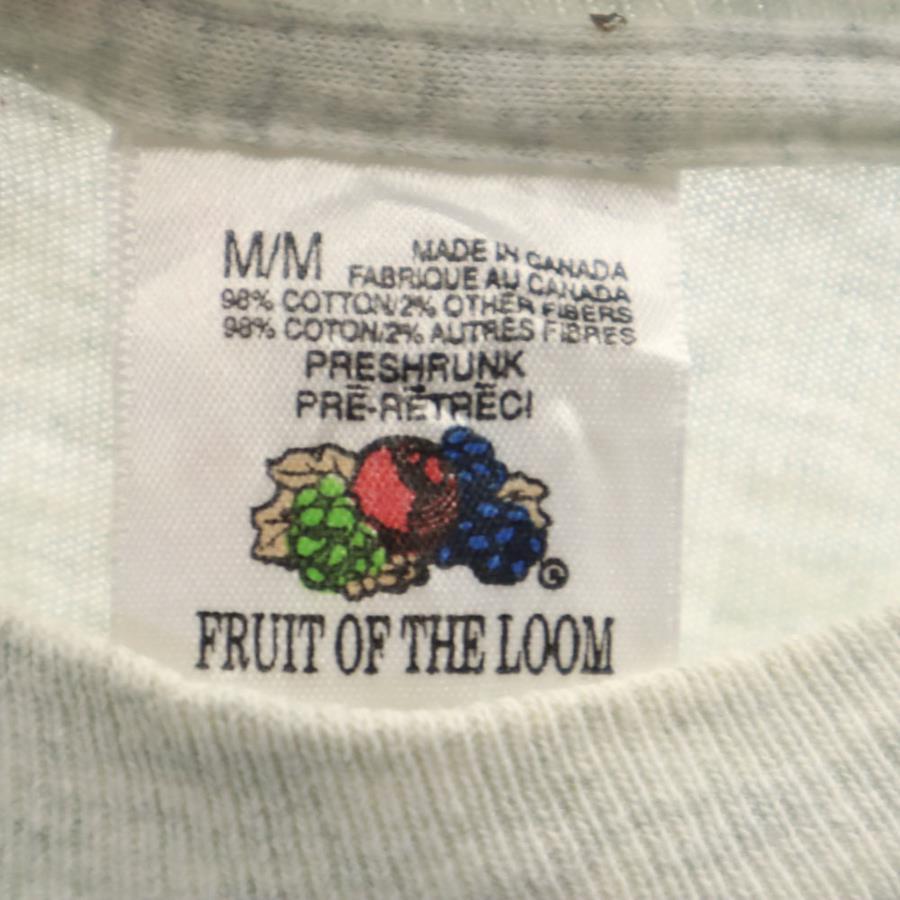 M/M MADE IN CANADA
FABRIQUE AU CANADA
98% COTTON/2% OTHER FIBERS
98% COTON/2% AUTRES FIBRES
PRESHRUNK
PRÉ-RÉTRÉCI
FRUIT OF THE LOOM